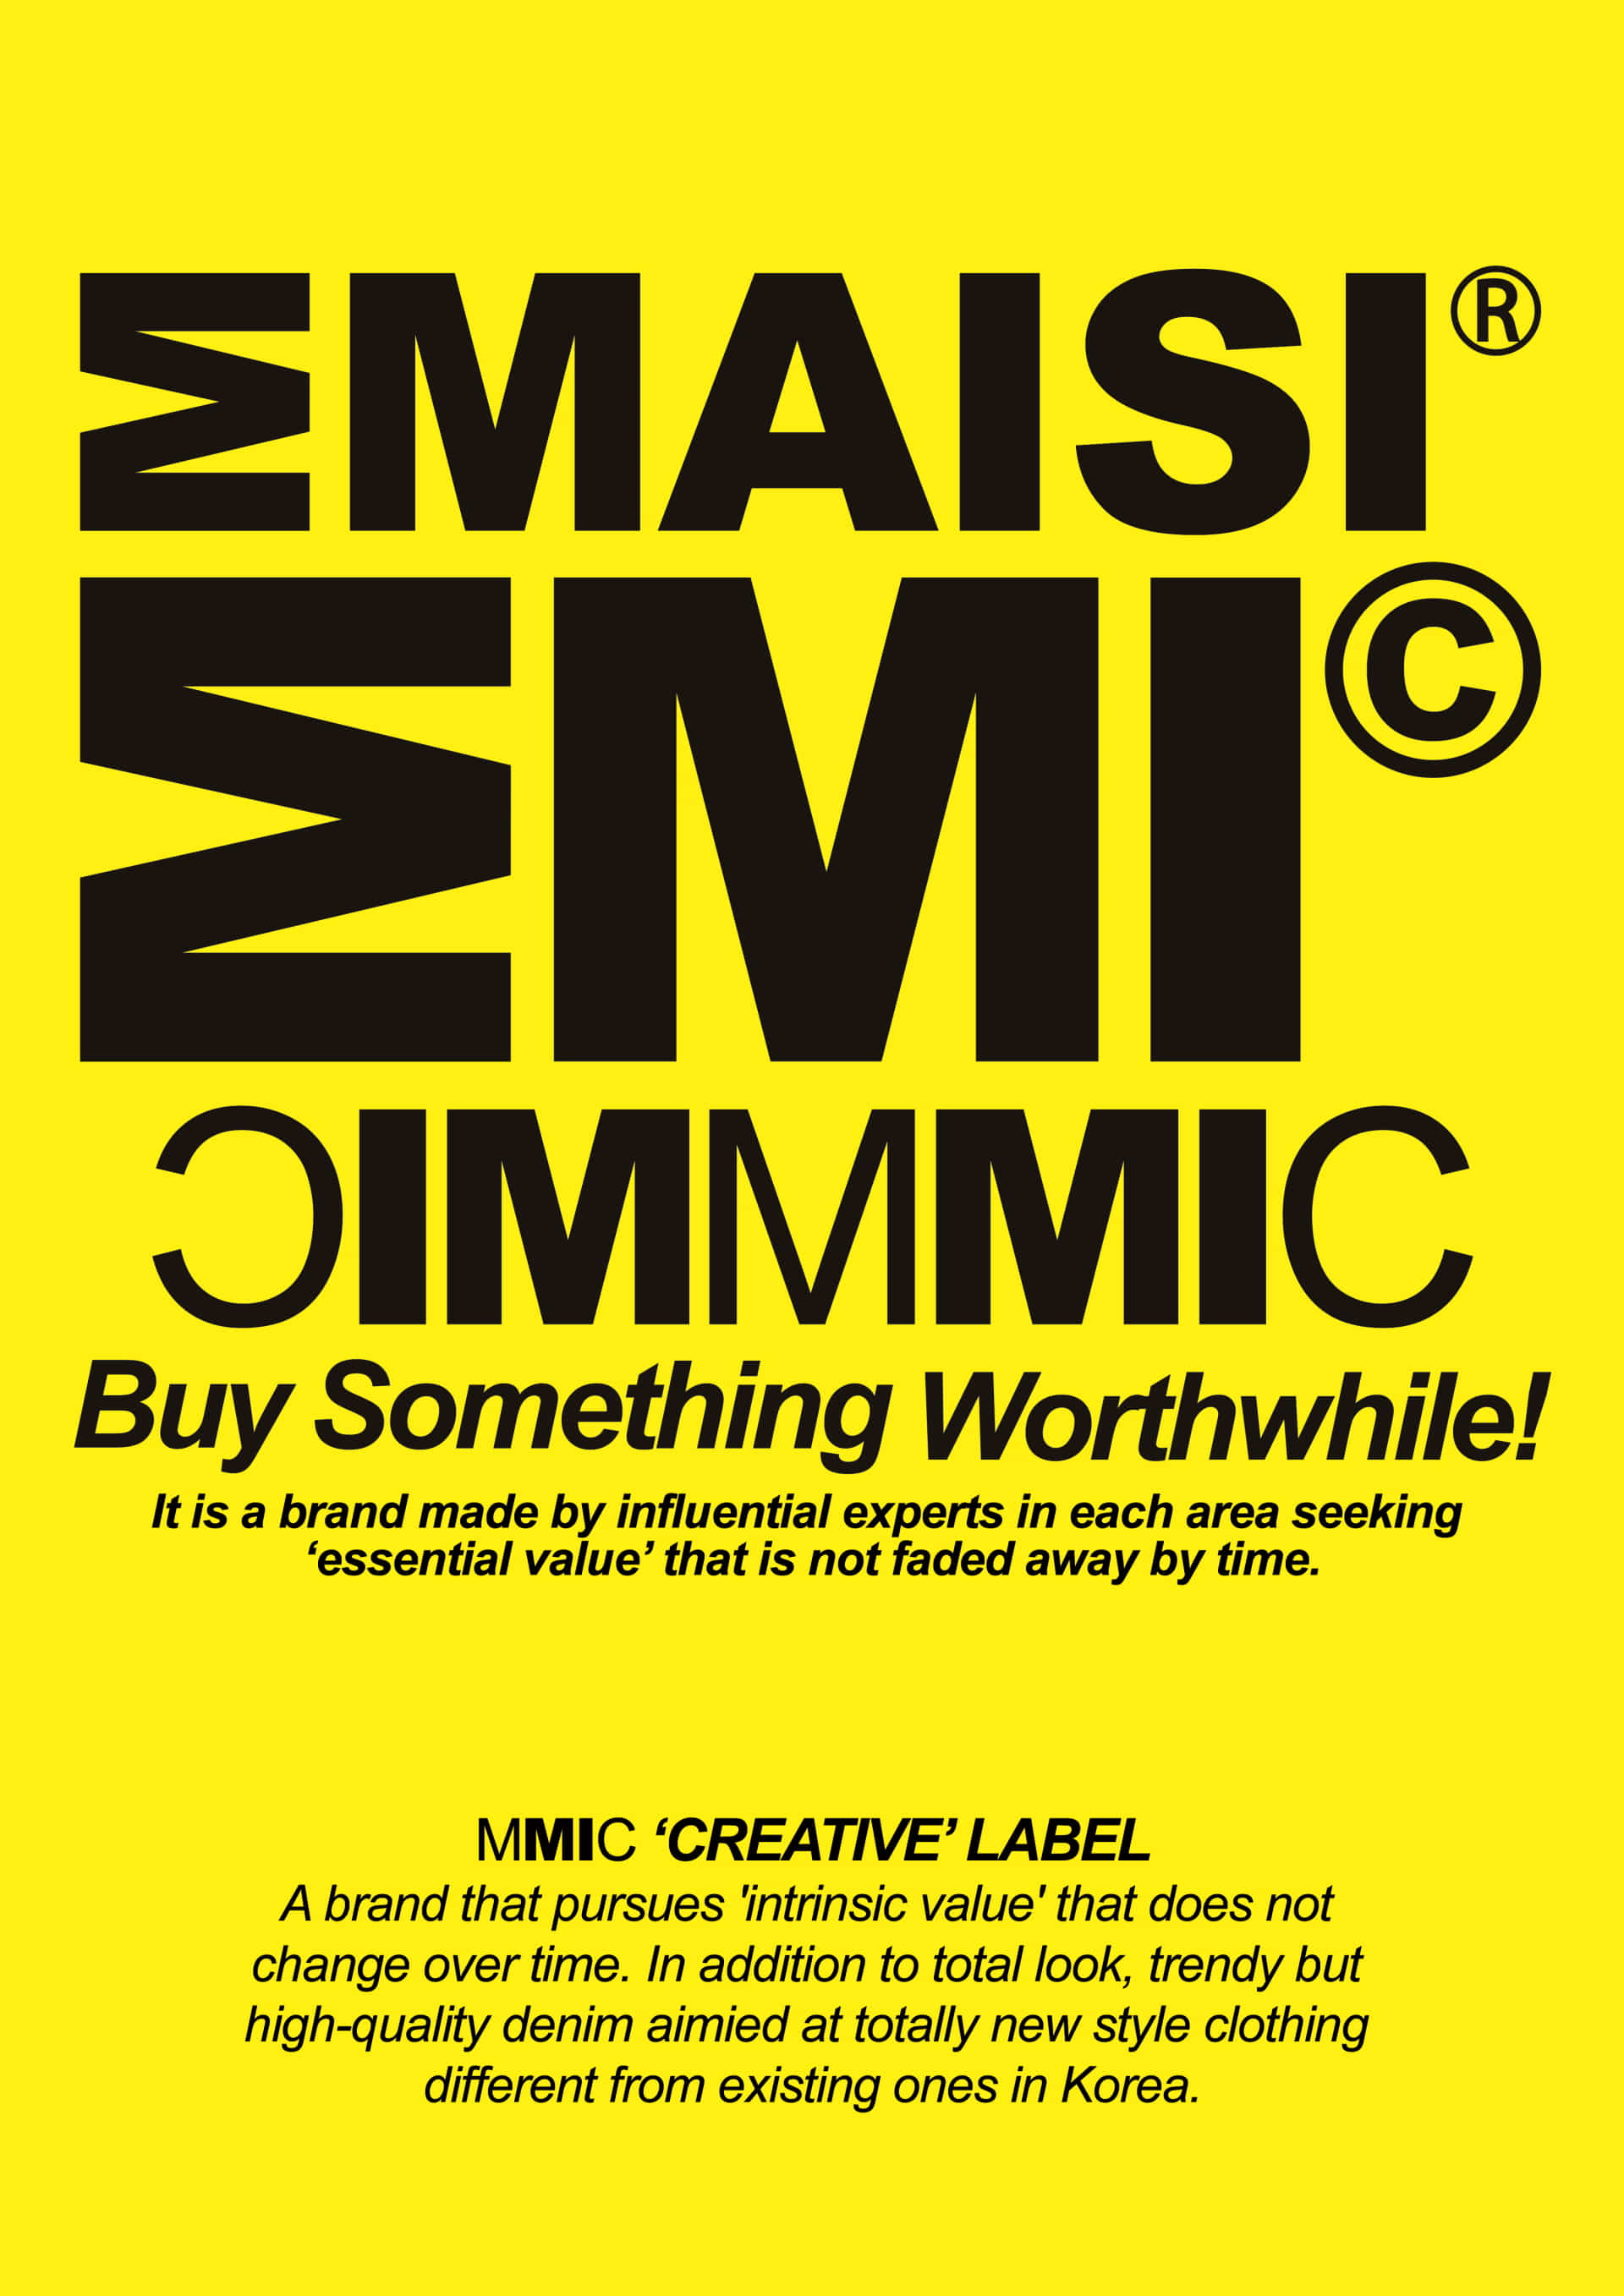 MMAISI®
MMI©
ƆIMMMIC
Buy Something Worthwhile!
It is a brand made by influential experts in each area seeking
‘essential value’ that is not faded away by time.
MMIC ‘CREATIVE’ LABEL
A brand that pursues 'intrinsic value' that does not
change over time. In addition to total look, trendy but
high-quality denim aimied at totally new style clothing
different from existing ones in Korea.